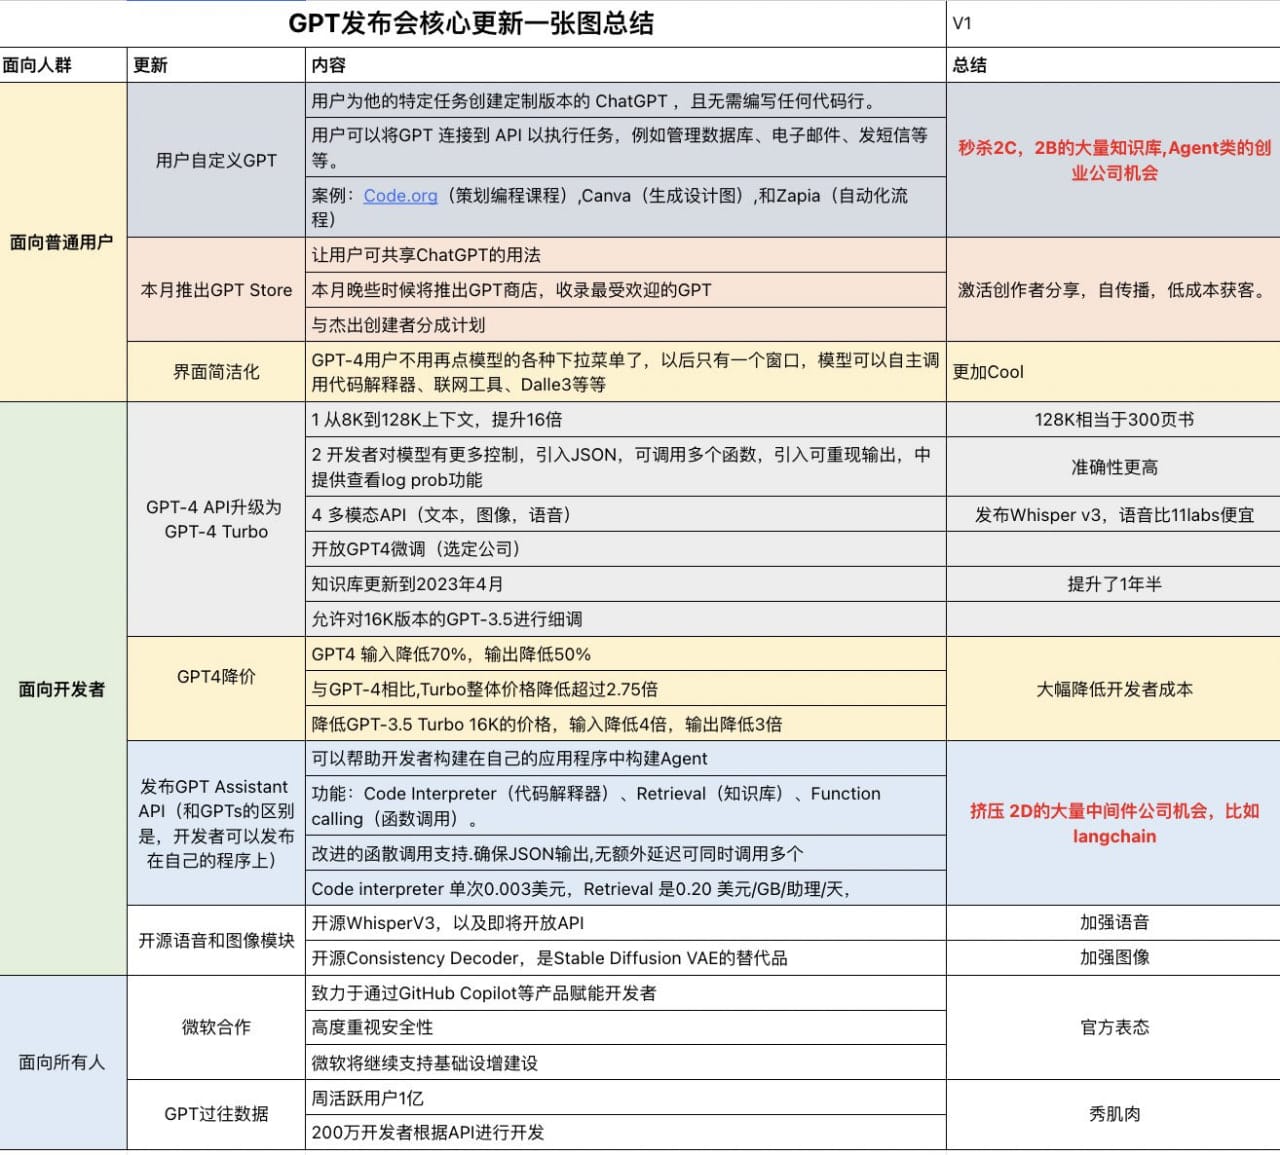 GPT发布会核心更新一张图总结
V1
面向人群
更新
内容
总结
面向普通用户
用户自定义GPT
用户为他的特定任务创建定制版本的 ChatGPT ，且无需编写任何代码行。
用户可以将GPT 连接到 API 以执行任务，例如管理数据库、电子邮件、发短信等
等。
案例：Code.org（策划编程课程）,Canva（生成设计图）,和Zapia（自动化流
程）
秒杀2C，2B的大量知识库,Agent类的创
业公司机会
本月推出GPT Store
让用户可共享ChatGPT的用法
本月晚些时候将推出GPT商店，收录最受欢迎的GPT
与杰出创建者分成计划
激活创作者分享，自传播，低成本获客。
界面简洁化
GPT-4用户不用再点模型的各种下拉菜单了，以后只有一个窗口，模型可以自主调
用代码解释器、联网工具、Dalle3等等
更加Cool
面向开发者
GPT-4 API升级为
GPT-4 Turbo
1 从8K到128K上下文，提升16倍
128K相当于300页书
2 开发者对模型有更多控制，引入JSON，可调用多个函数，引入可重现输出，中
提供查看log prob功能
准确性更高
4 多模态API（文本，图像，语音）
发布Whisper v3，语音比11labs便宜
开放GPT4微调（选定公司）
知识库更新到2023年4月
提升了1年半
允许对16K版本的GPT-3.5进行细调
GPT4降价
GPT4 输入降低70%，输出降低50%
与GPT-4相比,Turbo整体价格降低超过2.75倍
降低GPT-3.5 Turbo 16K的价格，输入降低4倍，输出降低3倍
大幅降低开发者成本
发布GPT Assistant
API（和GPTs的区别
是，开发者可以发布
在自己的程序上）
可以帮助开发者构建在自己的应用程序中构建Agent
功能：Code Interpreter（代码解释器）、Retrieval（知识库）、Function
calling（函数调用）。
改进的函散调用支持.确保JSON输出,无额外延迟可同时调用多个
Code interpreter 单次0.003美元，Retrieval 是0.20 美元/GB/助理/天，
挤压 2D的大量中间件公司机会，比如
langchain
开源语音和图像模块
开源WhisperV3，以及即将开放API
加强语音
开源Consistency Decoder，是Stable Diffusion VAE的替代品
加强图像
面向所有人
微软合作
致力于通过GitHub Copilot等产品赋能开发者
高度重视安全性
微软将继续支持基础设增建设
官方表态
GPT过往数据
周活跃用户1亿
200万开发者根据API进行开发
秀肌肉